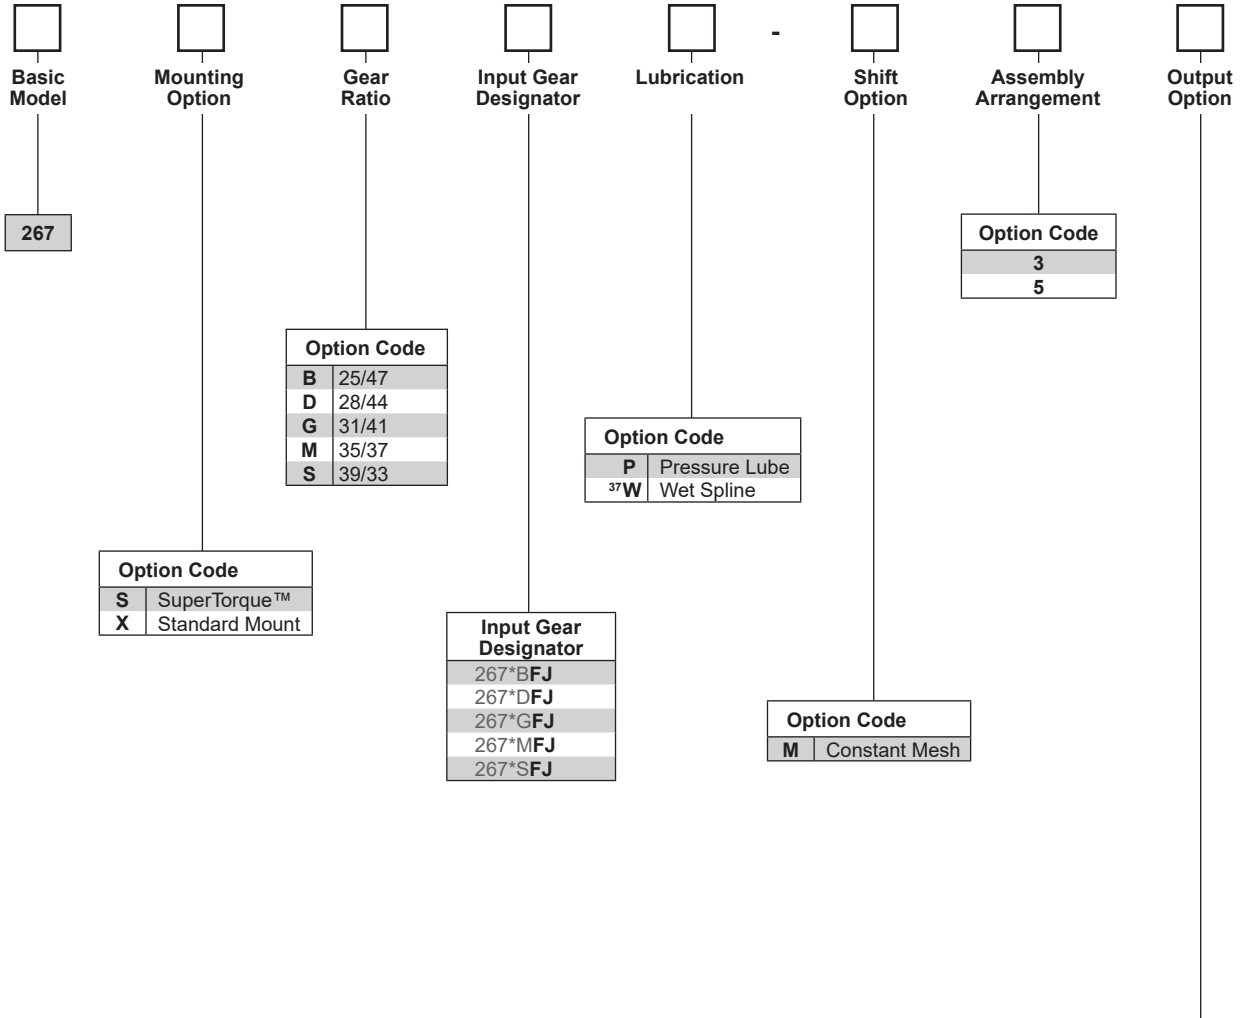 -
Basic
Model
Mounting
Option
Gear
Ratio
Input Gear
Designator
Lubrication
Shift
Option
Assembly
Arrangement
Output
Option
267
Option Code
3
5
Option Code
B 25/47
D 28/44
G 31/41
M 35/37
S 39/33
Option Code
P Pressure Lube
37W Wet Spline
Option Code
S SuperTorque™
X Standard Mount
Input Gear
Designator
267*BFJ
267*DFJ
267*GFJ
267*MFJ
267*SFJ
Option Code
M Constant Mesh